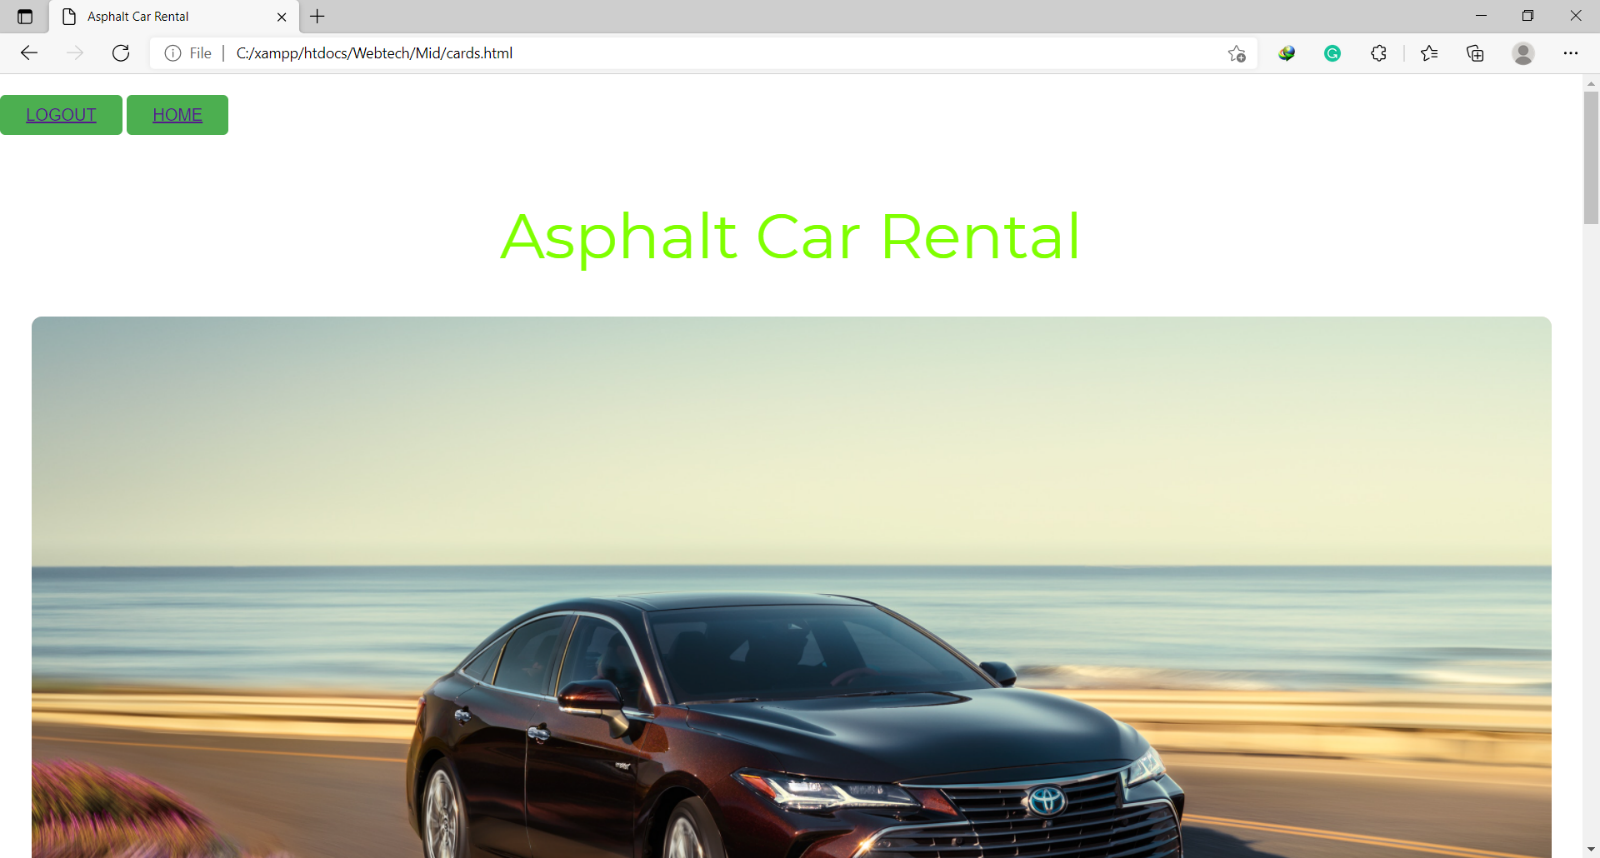 Asphalt Car Rental
File | C:/xampp/htdocs/Webtech/Mid/cards.html
LOGOUT HOME
Asphalt Car Rental